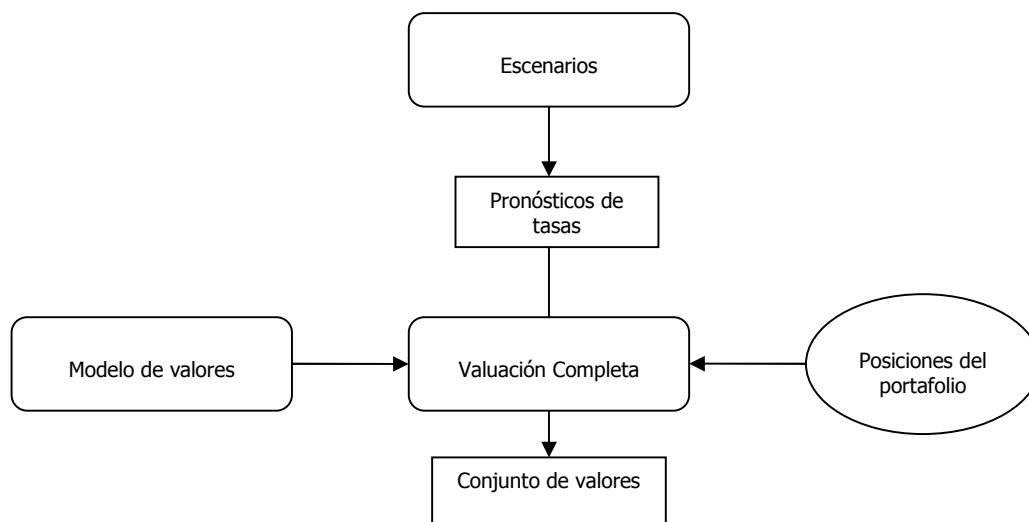 Escenarios
Pronósticos de
tasas
Modelo de valores
Valuación Completa
Posiciones del
portafolio
Conjunto de valores